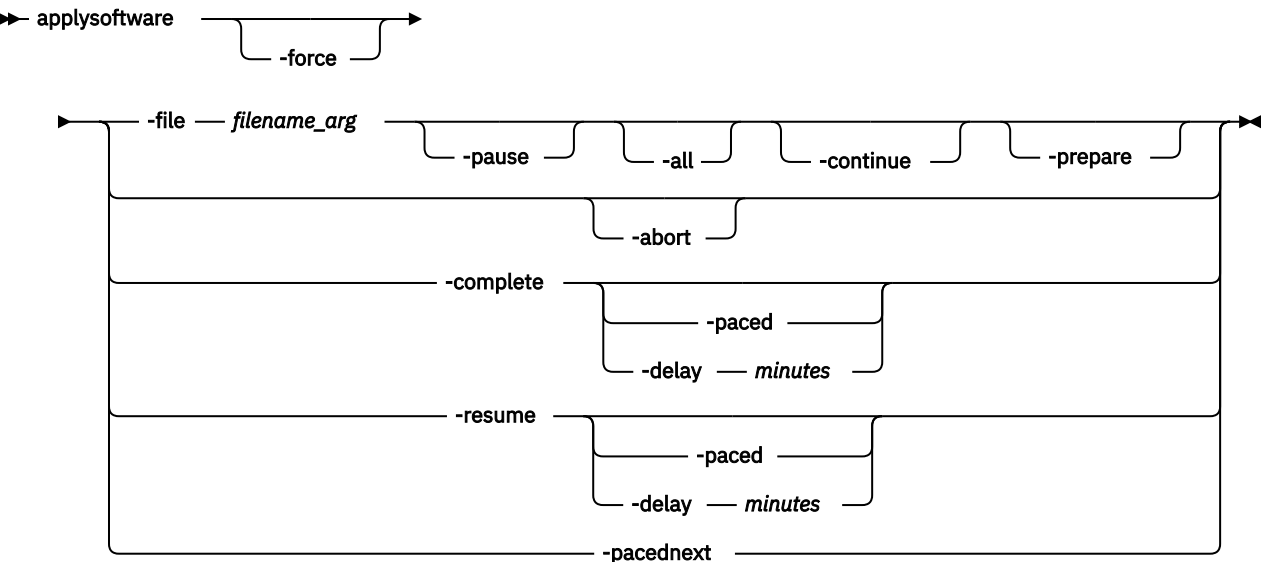 applysoftware
-force
-file filename_arg
-pause -all -continue -prepare
-abort
-complete
-paced
-delay minutes
-resume
-paced
-delay minutes
-pacednext